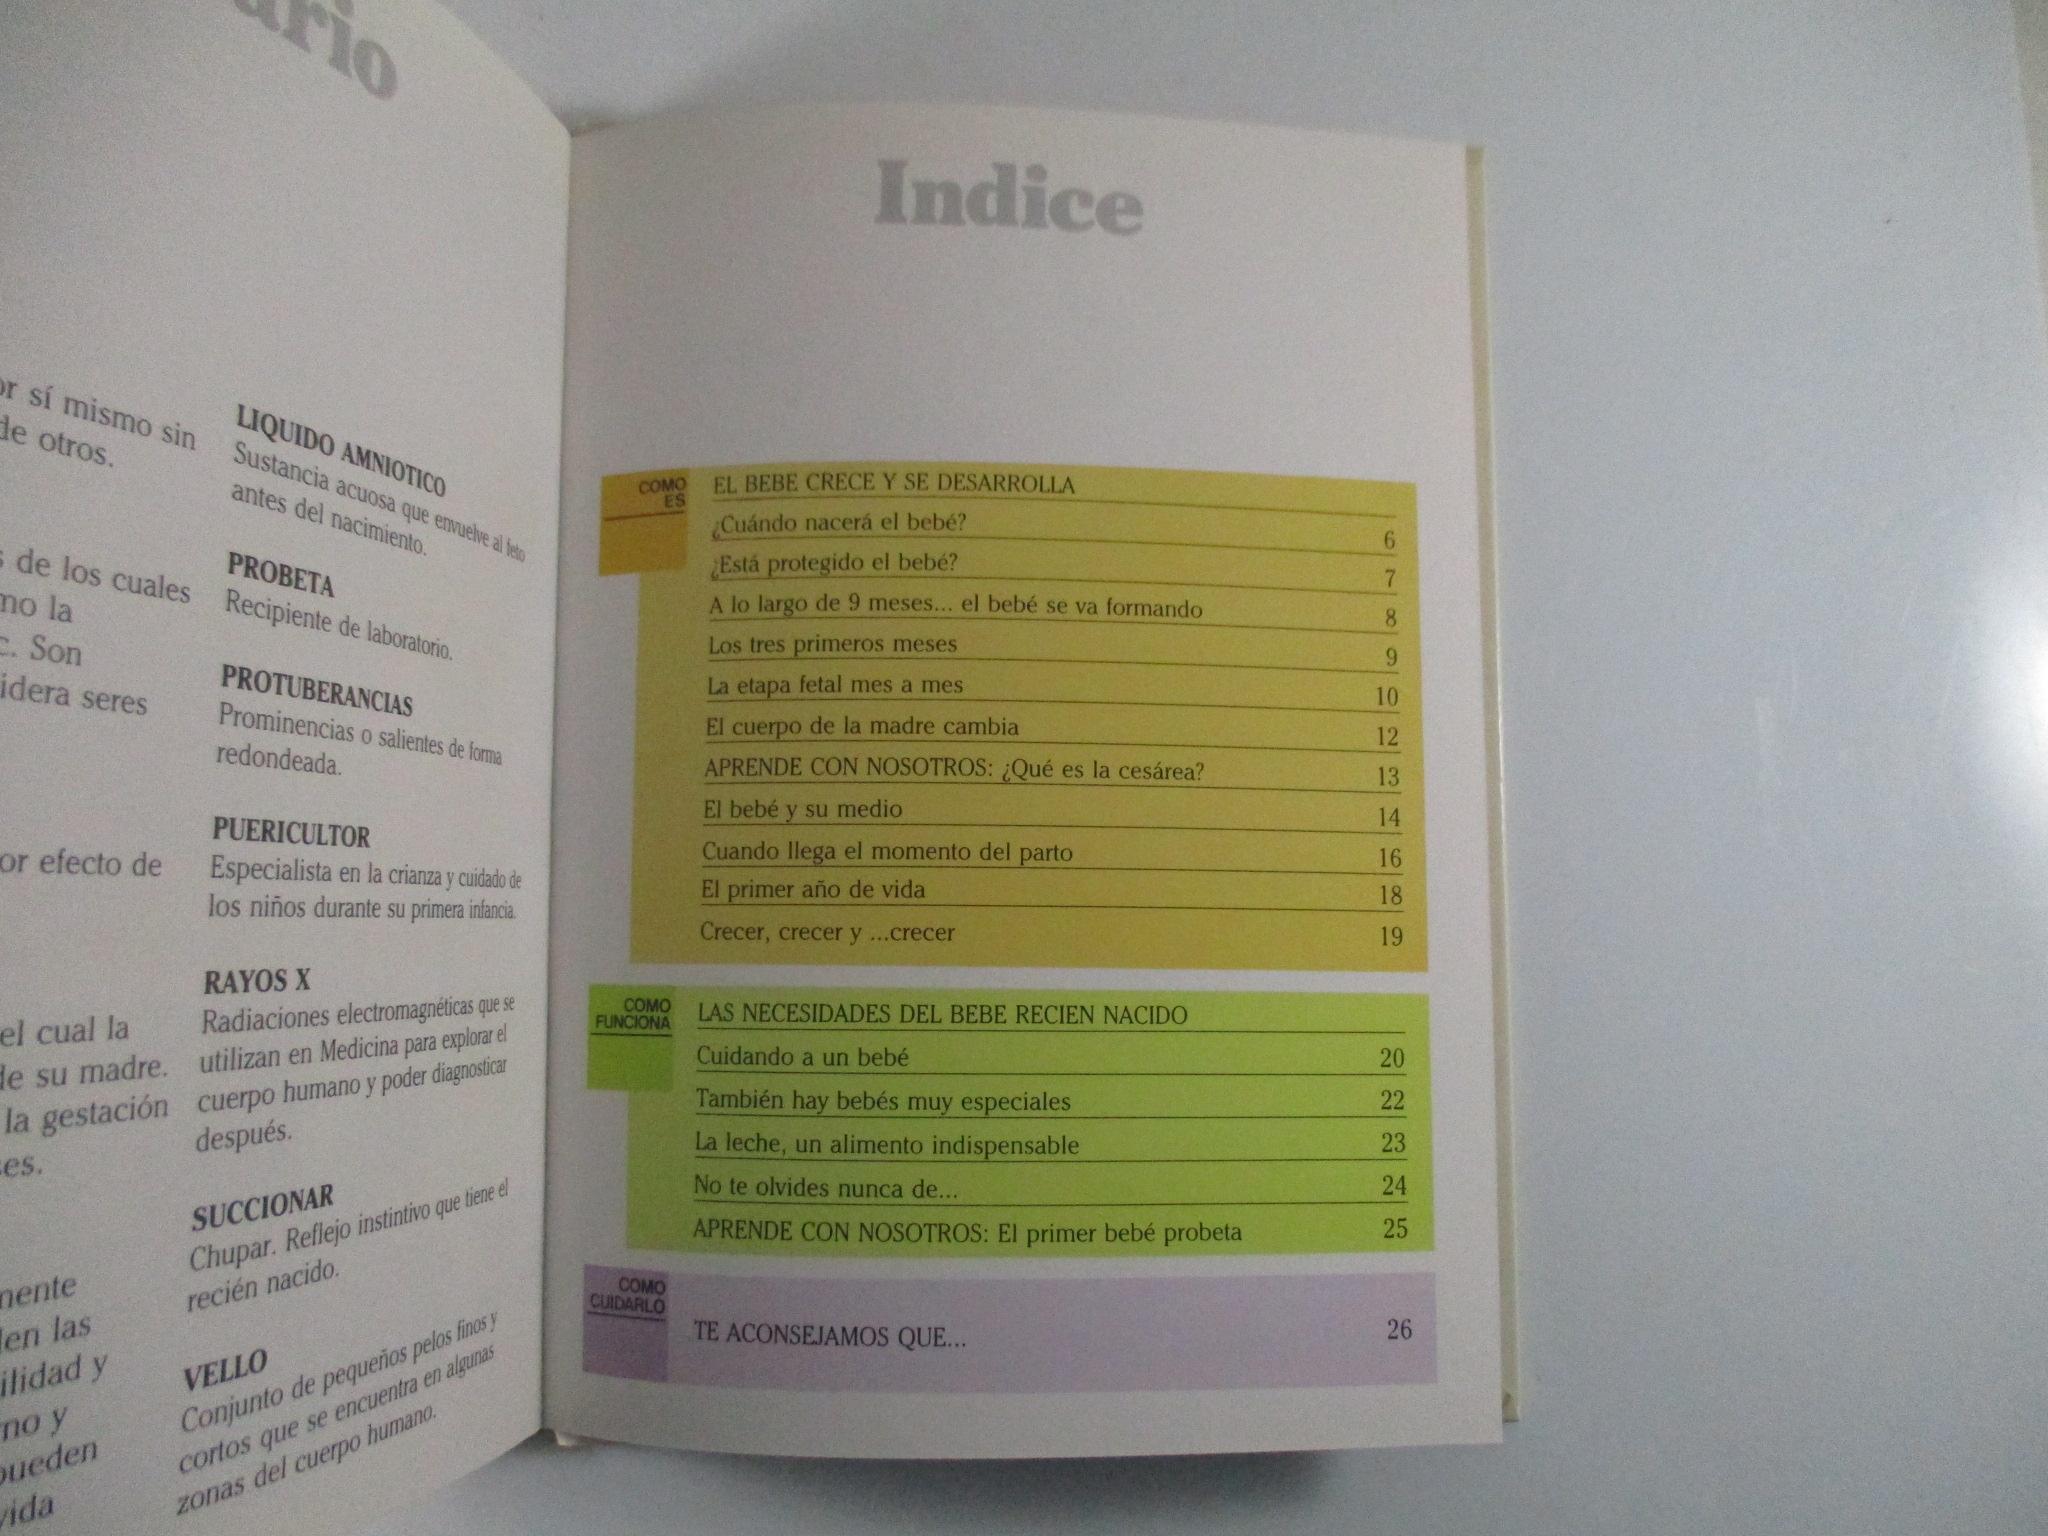 or sí mismo sin
de otros.
s de los cuales
mo la
c. Son
idera seres
or efecto de
el cual la
de su madre.
la gestación
ses.
mente
den las
ilidad y
rno y
pueden
vida
LIQUIDO AMNIOTICO
Sustancia acuosa que envuelve al feto
antes del nacimiento.
PROBETA
Recipiente de laboratorio.
PROTUBERANCIAS
Prominencias o salientes de forma
redondeada.
PUERICULTOR
Especialista en la crianza y cuidado de
los niños durante su primera infancia.
RAYOS X
Radiaciones electromagnéticas que se
utilizan en Medicina para explorar el
cuerpo humano y poder diagnosticar
después.
SUCCIONAR
Chupar. Reflejo instintivo que tiene el
recién nacido.
VELLO
Conjunto de pequeños pelos finos y
cortos que se encuentra en algunas
zonas del cuerpo humano.
Indice
COMO
ES
EL BEBE CRECE Y SE DESARROLLA
¿Cuándo nacerá el bebé? 6
¿Está protegido el bebé? 7
A lo largo de 9 meses... el bebé se va formando 8
Los tres primeros meses 9
La etapa fetal mes a mes 10
El cuerpo de la madre cambia 12
APRENDE CON NOSOTROS: ¿Qué es la cesárea? 13
El bebé y su medio 14
Cuando llega el momento del parto 16
El primer año de vida 18
Crecer, crecer y ...crecer 19
COMO
FUNCIONA
LAS NECESIDADES DEL BEBE RECIEN NACIDO
Cuidando a un bebé 20
También hay bebés muy especiales 22
La leche, un alimento indispensable 23
No te olvides nunca de... 24
APRENDE CON NOSOTROS: El primer bebé probeta 25
COMO
CUIDARLO
TE ACONSEJAMOS QUE... 26